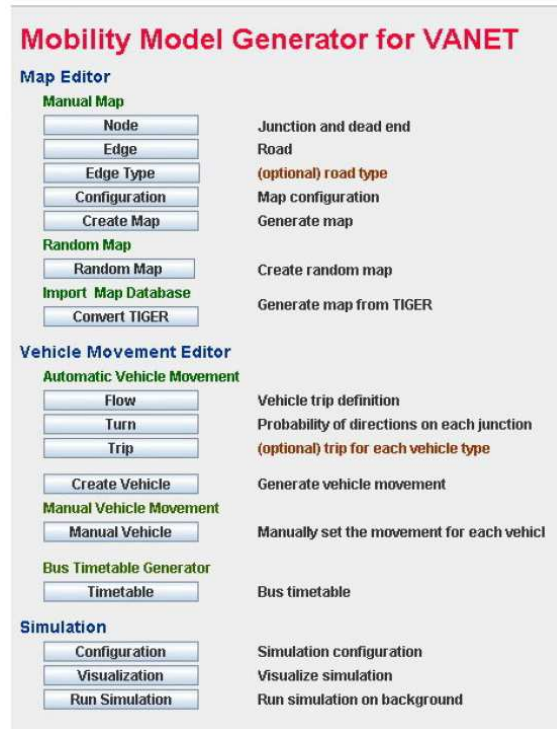 Mobility Model Generator for VANET
Map Editor
Manual Map
Node Junction and dead end
Edge Road
Edge Type (optional) road type
Configuration Map configuration
Create Map Generate map
Random Map
Random Map Create random map
Import Map Database
Convert TIGER Generate map from TIGER
Vehicle Movement Editor
Automatic Vehicle Movement
Flow Vehicle trip definition
Turn Probability of directions on each junction
Trip (optional) trip for each vehicle type
Create Vehicle Generate vehicle movement
Manual Vehicle Movement
Manual Vehicle Manually set the movement for each vehicl
Bus Timetable Generator
Timetable Bus timetable
Simulation
Configuration Simulation configuration
Visualization Visualize simulation
Run Simulation Run simulation on background